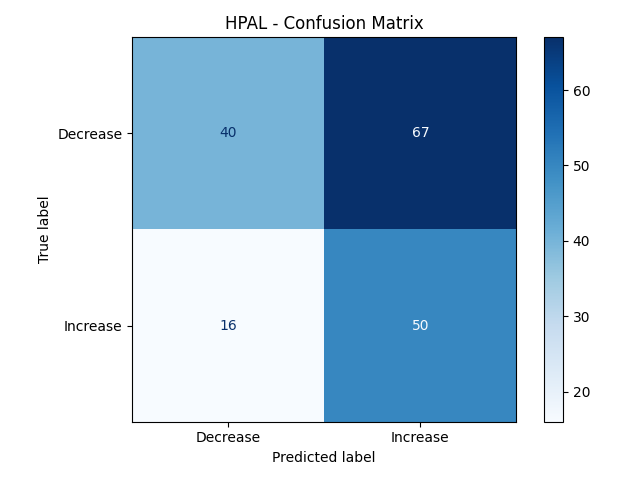 HPAL - Confusion Matrix
True label
Decrease
40
67
Increase
16
50
Decrease
Increase
Predicted label
60
50
40
30
20